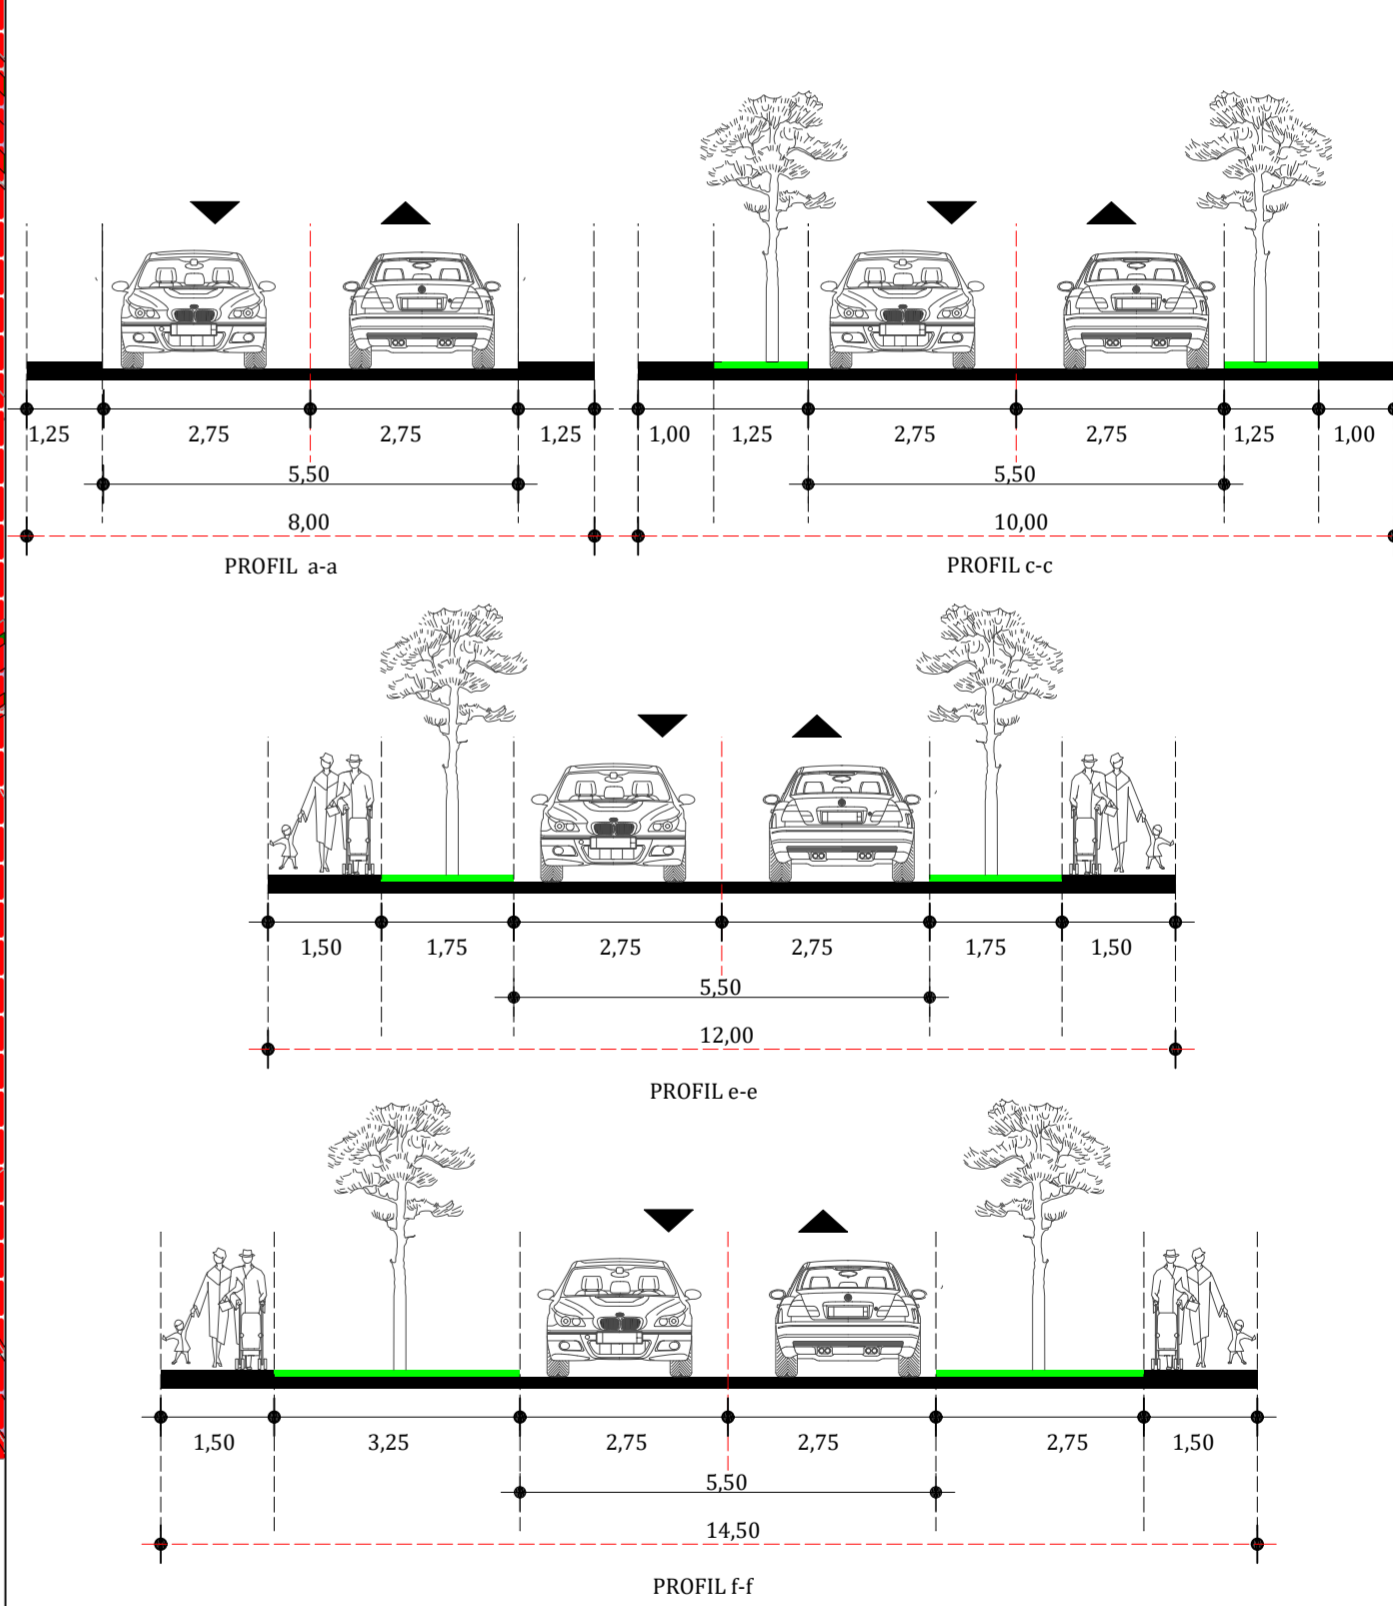 1,25 2,75 2,75 1,25
5,50
8,00
PROFIL a-a
1,00 1,25 2,75 2,75 1,25 1,00
5,50
10,00
PROFIL c-c
1,50 1,75 2,75 2,75 1,75 1,50
5,50
12,00
PROFIL e-e
1,50 3,25 2,75 2,75 2,75 1,50
5,50
14,50
PROFIL f-f